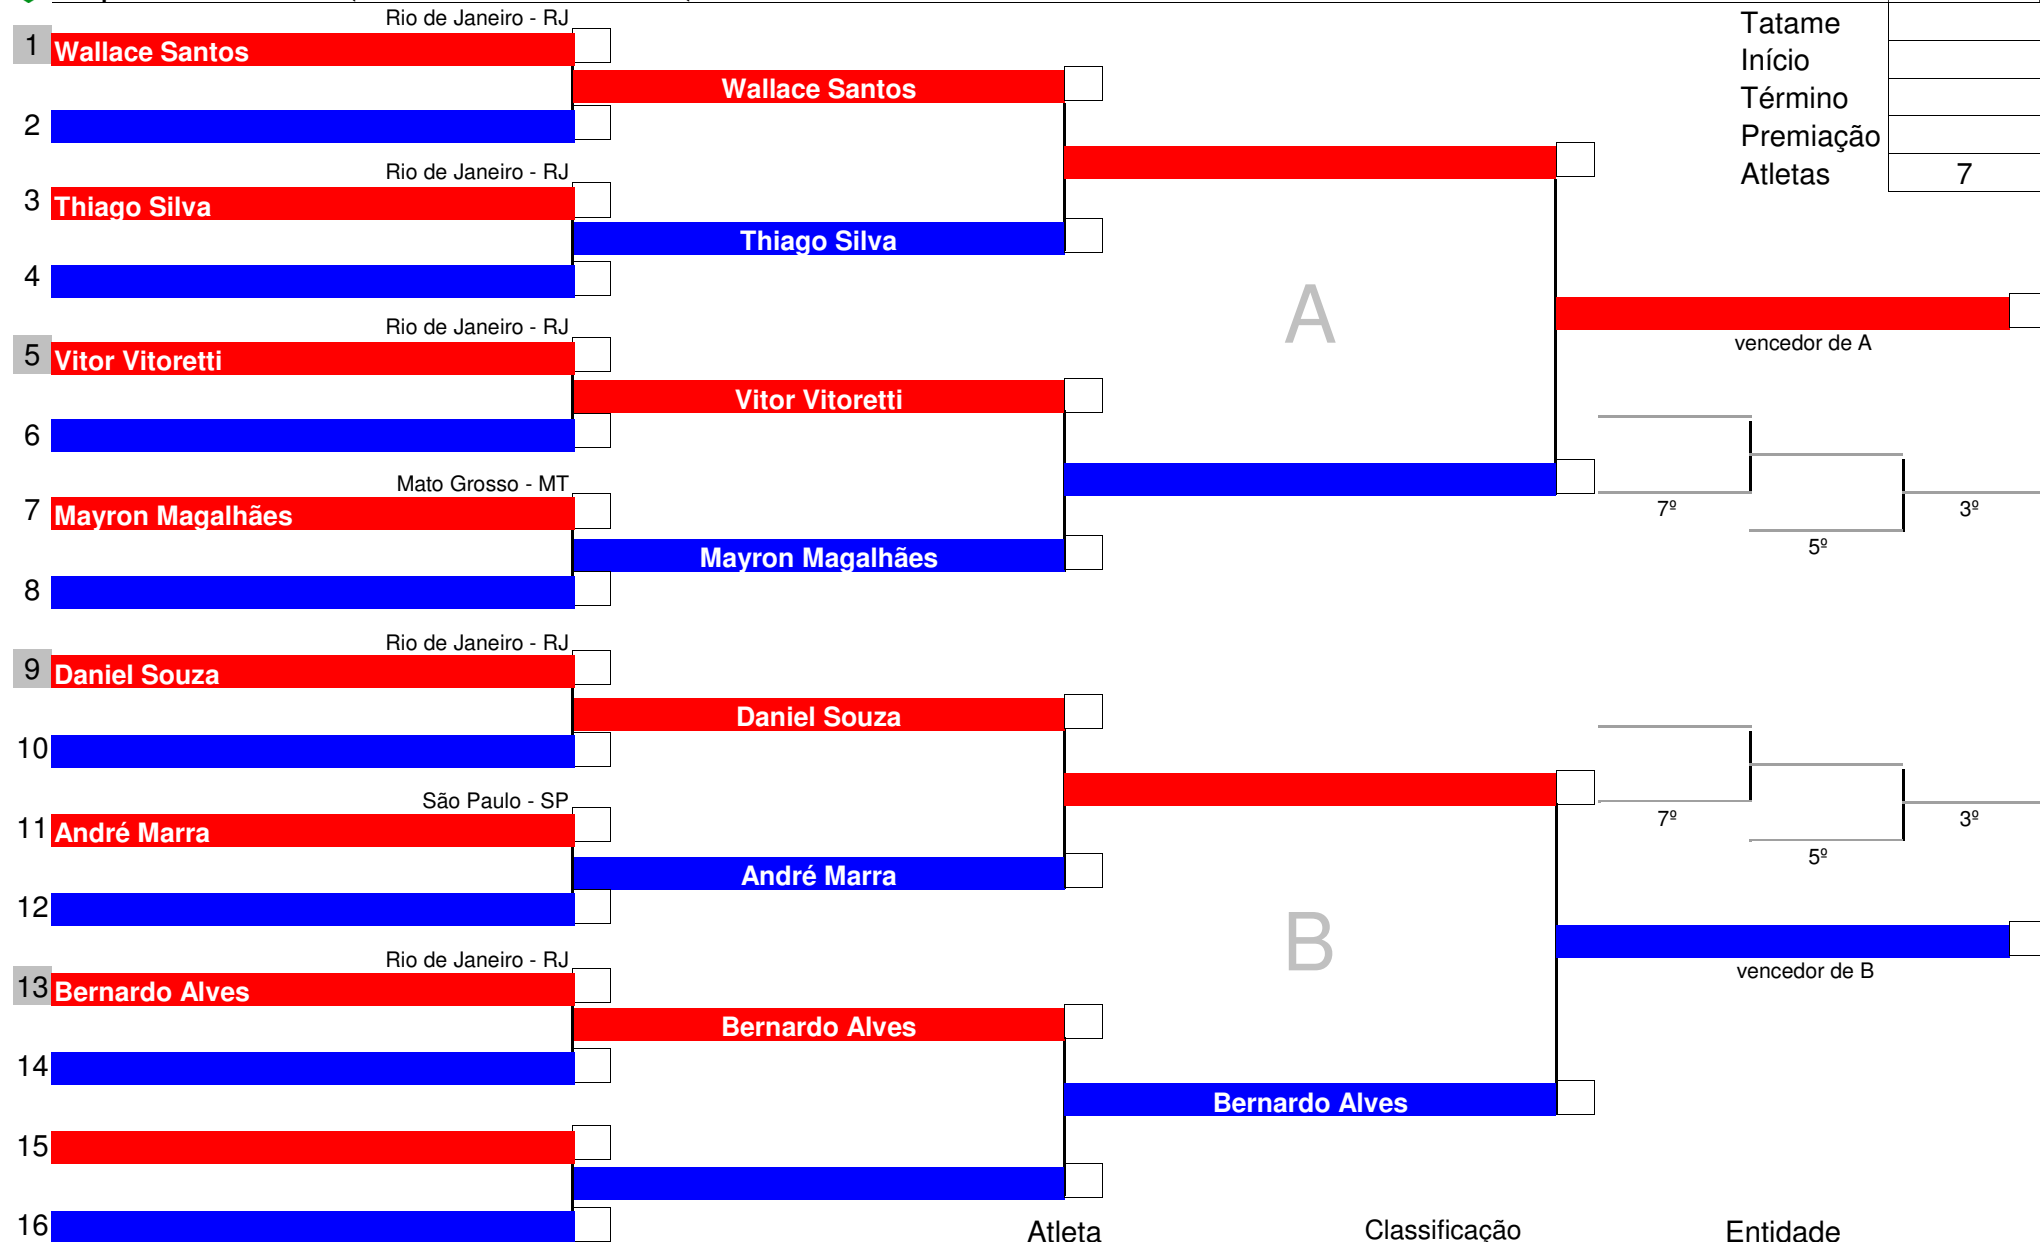 Rio de Janeiro - RJ
Tatame
1 Wallace Santos
Início
Wallace Santos
Término
2
Premiação
Rio de Janeiro - RJ
Atletas 7
3 Thiago Silva
Thiago Silva
4
A
Rio de Janeiro - RJ
vencedor de A
5 Vitor Vitoretti
Vitor Vitoretti
6
Mato Grosso - MT
7 Mayron Magalhães
7º 3º
5º
Mayron Magalhães
8
Rio de Janeiro - RJ
9 Daniel Souza
Daniel Souza
10
São Paulo - SP
7º 3º
11 André Marra
5º
André Marra
12
B
Rio de Janeiro - RJ
vencedor de B
13 Bernardo Alves
Bernardo Alves
14
Bernardo Alves
15
16
Atleta Classificação Entidade